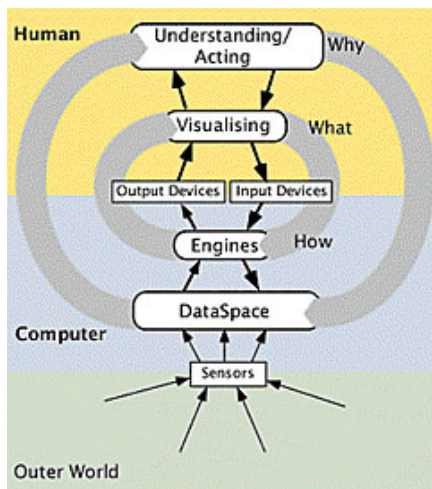 Human
Understanding/
Acting
Why
Visualising
What
Output Devices
Input Devices
Engines
How
DataSpace
Computer
Sensors
Outer World